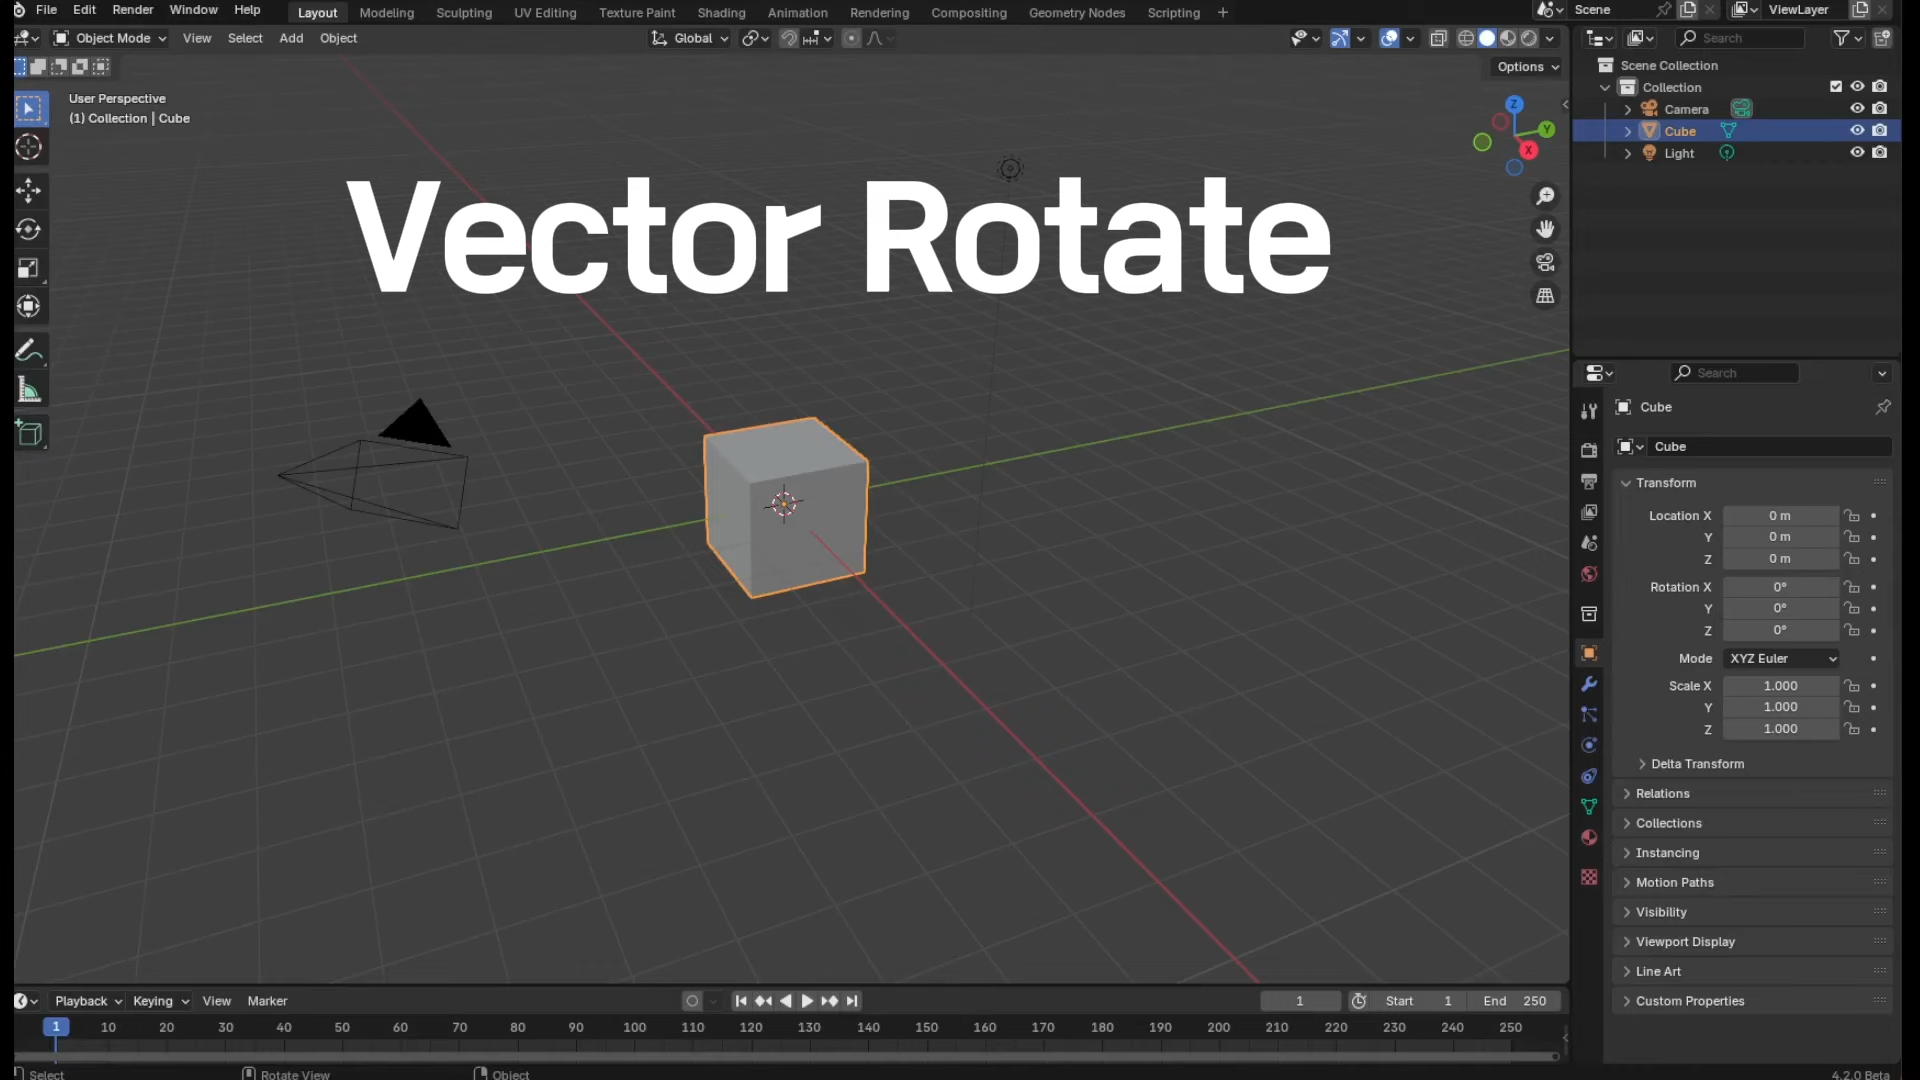 File Edit Render Window Help Layout Modeling Sculpting UV Editing Texture Paint Shading Animation Rendering Compositing Geometry Nodes Scripting + Scene ViewLayer
Object Mode View Select Add Object Global Search
Options
User Perspective
(1) Collection | Cube
Z
Y
X
Vector Rotate
Scene Collection
Collection
Camera
Cube
Light
Search
Cube
Cube
Transform
Location X 0 m
Y 0 m
Z 0 m
Rotation X 0°
Y 0°
Z 0°
Mode XYZ Euler
Scale X 1.000
Y 1.000
Z 1.000
Delta Transform
Relations
Collections
Instancing
Motion Paths
Visibility
Viewport Display
Line Art
Custom Properties
Playback Keying View Marker 1 Start 1 End 250
1 10 20 30 40 50 60 70 80 90 100 110 120 130 140 150 160 170 180 190 200 210 220 230 240 250
Select Rotate View Object 4.2.0 Beta